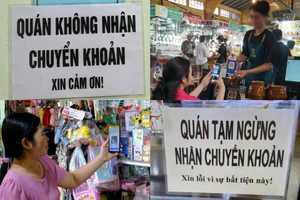 QUÁN KHÔNG NHẬN
CHUYỂN KHOẢN
XIN CẢM ƠN!
QUÁN TẠM NGỪNG
NHẬN CHUYỂN KHOẢN
Xin lỗi vì sự bất tiện này!